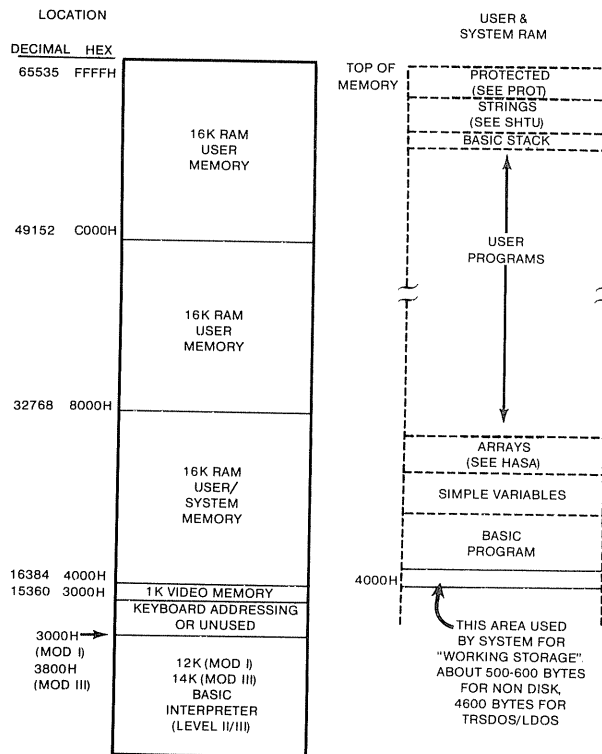 LOCATION
DECIMAL HEX
65535 FFFFH
16K RAM
USER
MEMORY
49152 C000H
16K RAM
USER
MEMORY
32768 8000H
16K RAM
USER/
SYSTEM
MEMORY
16384 4000H
15360 3000H
1K VIDEO MEMORY
KEYBOARD ADDRESSING
OR UNUSED
3000H
(MOD I)
3800H
(MOD III)
12K (MOD I)
14K (MOD III)
BASIC
INTERPRETER
(LEVEL II/III)
USER &
SYSTEM RAM
TOP OF
MEMORY
PROTECTED
(SEE PROT)
STRINGS
(SEE SHTU)
BASIC STACK
USER
PROGRAMS
ARRAYS
(SEE HASA)
SIMPLE VARIABLES
BASIC
PROGRAM
4000H
THIS AREA USED
BY SYSTEM FOR
"WORKING STORAGE".
ABOUT 500-600 BYTES
FOR NON DISK,
4600 BYTES FOR
TRSDOS/LDOS